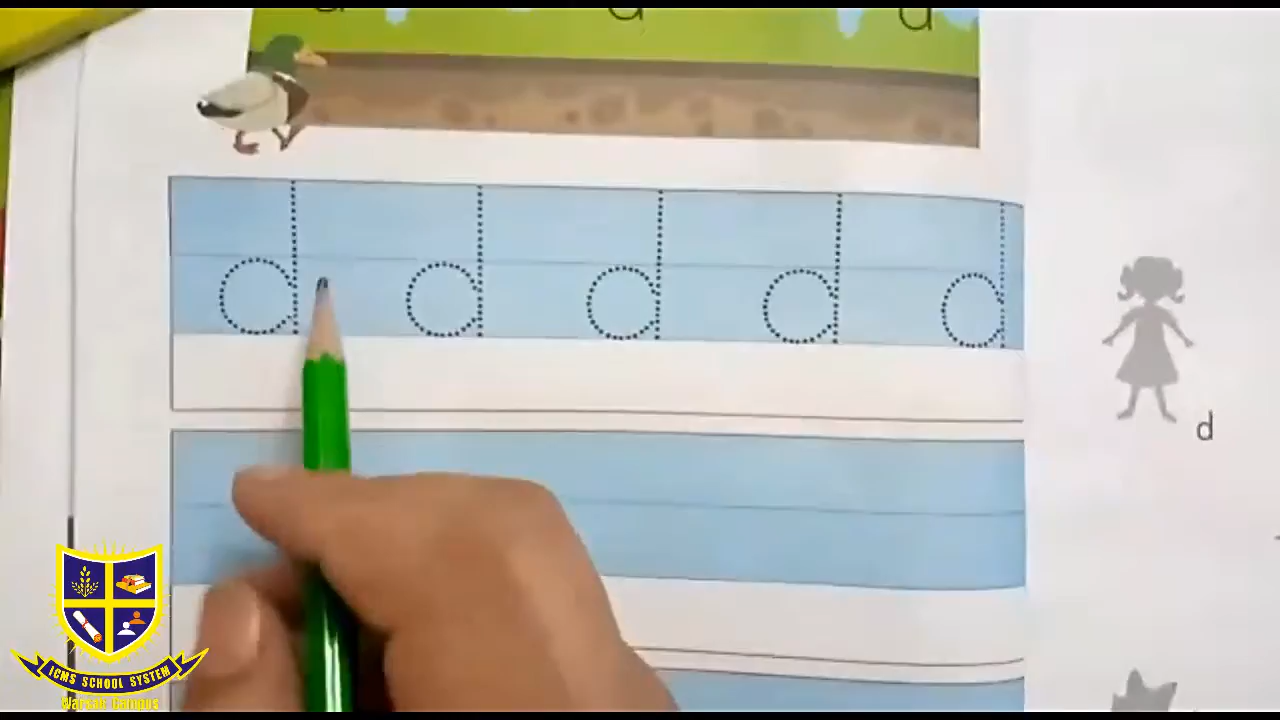 d d d
d d d d d
d
ICMS SCHOOL SYSTEM
Warsak Campus